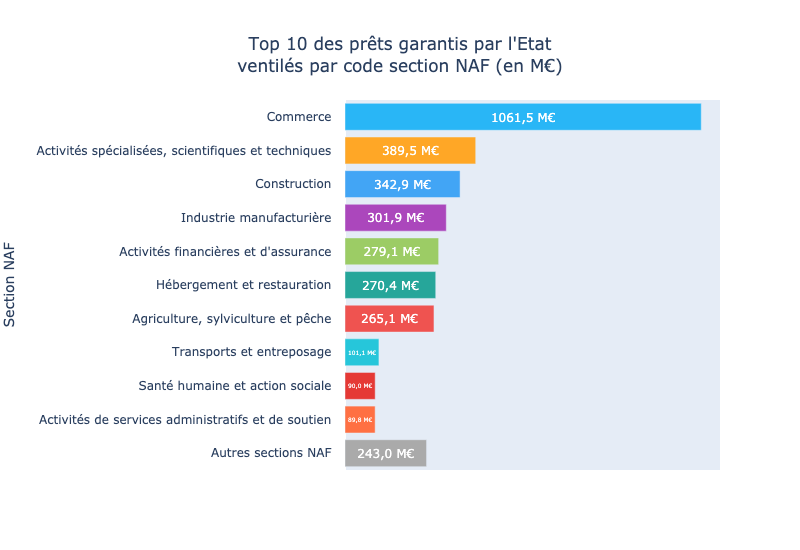 Top 10 des prêts garantis par l'Etat
ventilés par code section NAF (en M€)
Section NAF
Commerce 1061,5 M€
Activités spécialisées, scientifiques et techniques 389,5 M€
Construction 342,9 M€
Industrie manufacturière 301,9 M€
Activités financières et d'assurance 279,1 M€
Hébergement et restauration 270,4 M€
Agriculture, sylviculture et pêche 265,1 M€
Transports et entreposage 101,1 M€
Santé humaine et action sociale 90,0 M€
Activités de services administratifs et de soutien 89,8 M€
Autres sections NAF 243,0 M€